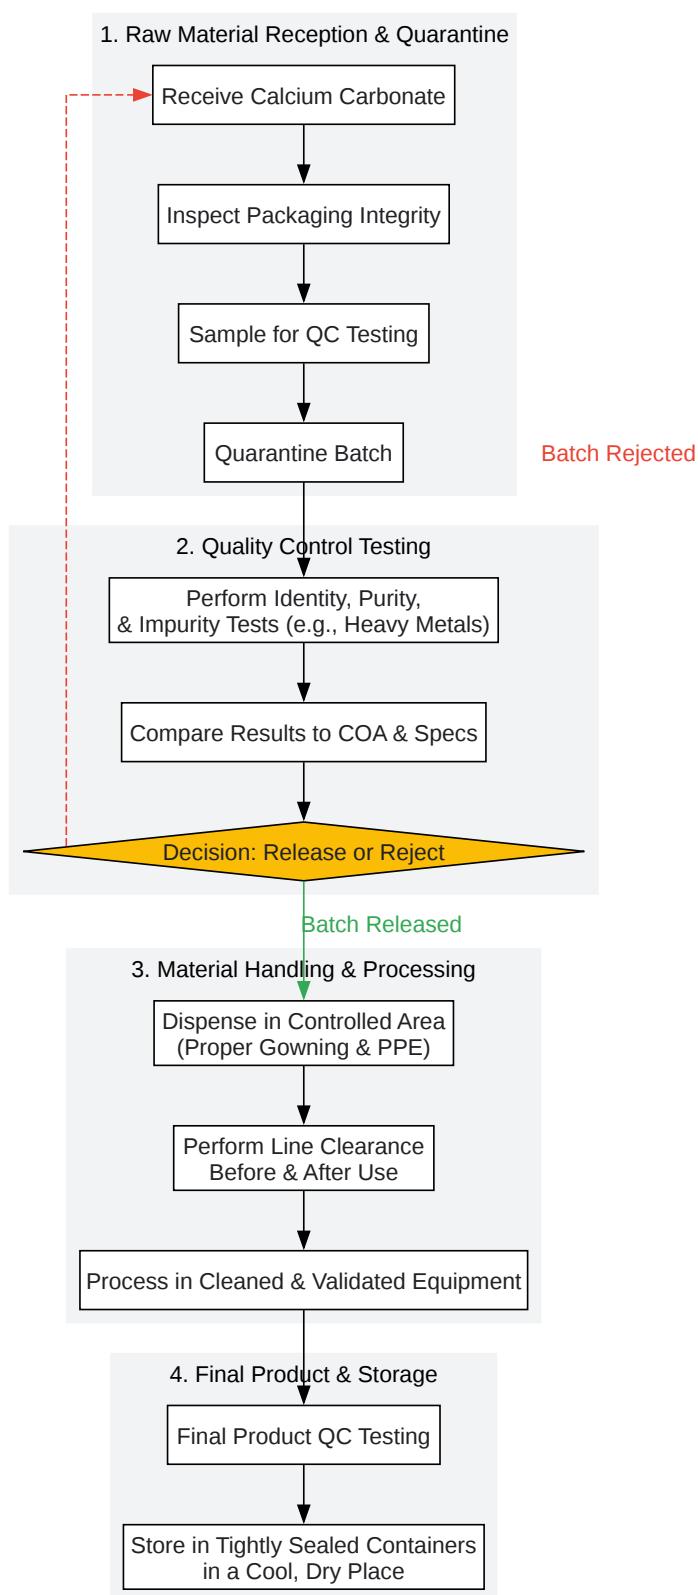 1. Raw Material Reception & Quarantine
Receive Calcium Carbonate
Inspect Packaging Integrity
Sample for QC Testing
Quarantine Batch
Batch Rejected
2. Quality Control Testing
Perform Identity, Purity,
& Impurity Tests (e.g., Heavy Metals)
Compare Results to COA & Specs
Decision: Release or Reject
Batch Released
3. Material Handling & Processing
Dispense in Controlled Area
(Proper Gowning & PPE)
Perform Line Clearance
Before & After Use
Process in Cleaned & Validated Equipment
4. Final Product & Storage
Final Product QC Testing
Store in Tightly Sealed Containers
in a Cool, Dry Place